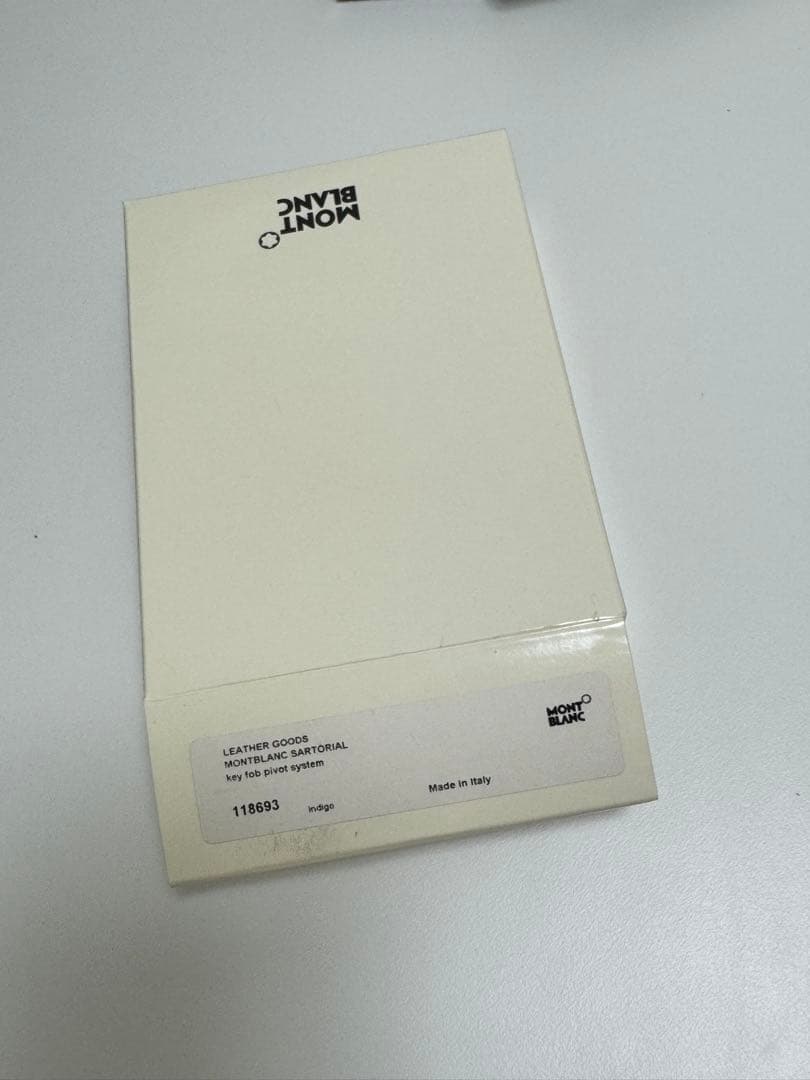 MONT
BLANC
LEATHER GOODS
MONTBLANC SARTORIAL
key fob pivot system
118693 Indigo
Made in Italy
MONT
BLANC